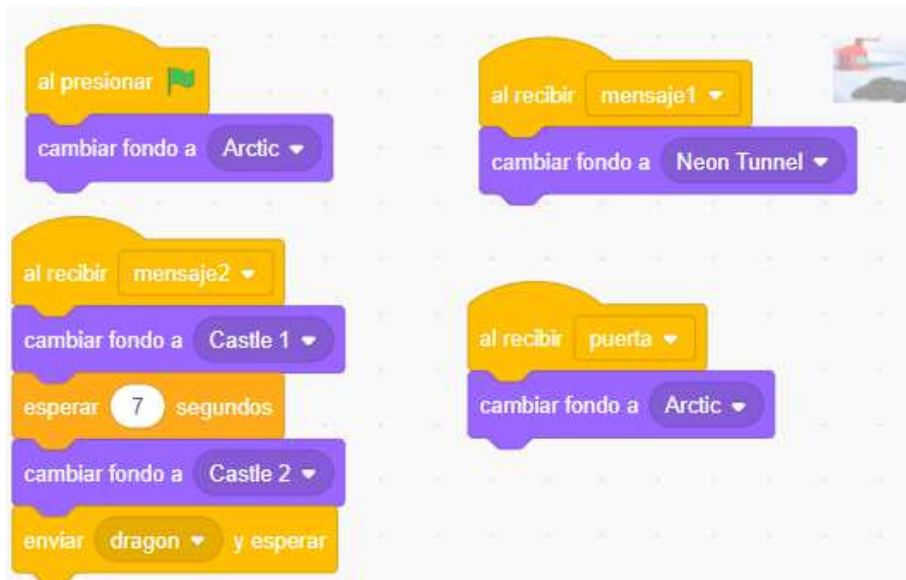 al presionar
cambiar fondo a Arctic
al recibir mensaje2
cambiar fondo a Castle 1
esperar 7 segundos
cambiar fondo a Castle 2
enviar dragon y esperar
al recibir mensaje1
cambiar fondo a Neon Tunnel
al recibir puerta
cambiar fondo a Arctic